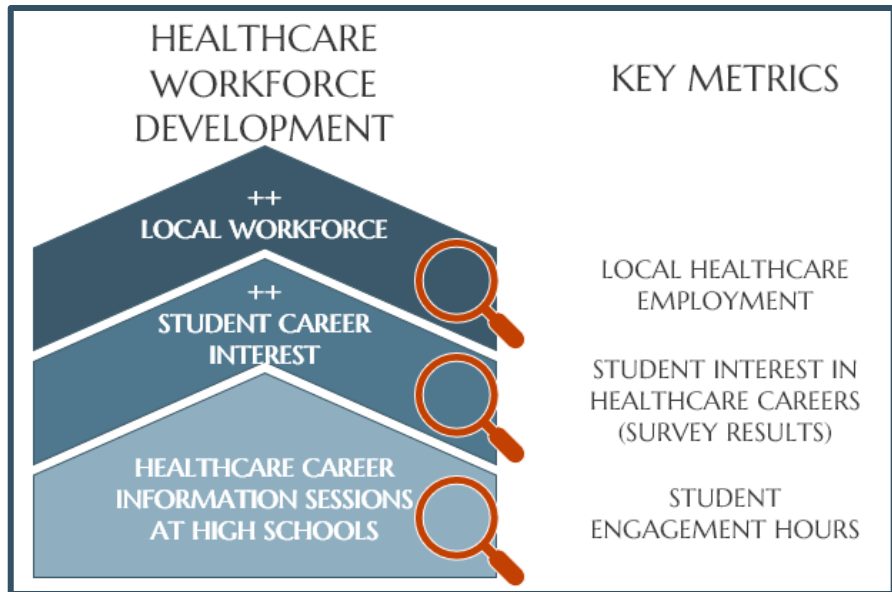 HEALTHCARE
WORKFORCE
DEVELOPMENT
KEY METRICS
++
LOCAL WORKFORCE
LOCAL HEALTHCARE
EMPLOYMENT
++
STUDENT CAREER
INTEREST
STUDENT INTEREST IN
HEALTHCARE CAREERS
(SURVEY RESULTS)
HEALTHCARE CAREER
INFORMATION SESSIONS
AT HIGH SCHOOLS
STUDENT
ENGAGEMENT HOURS